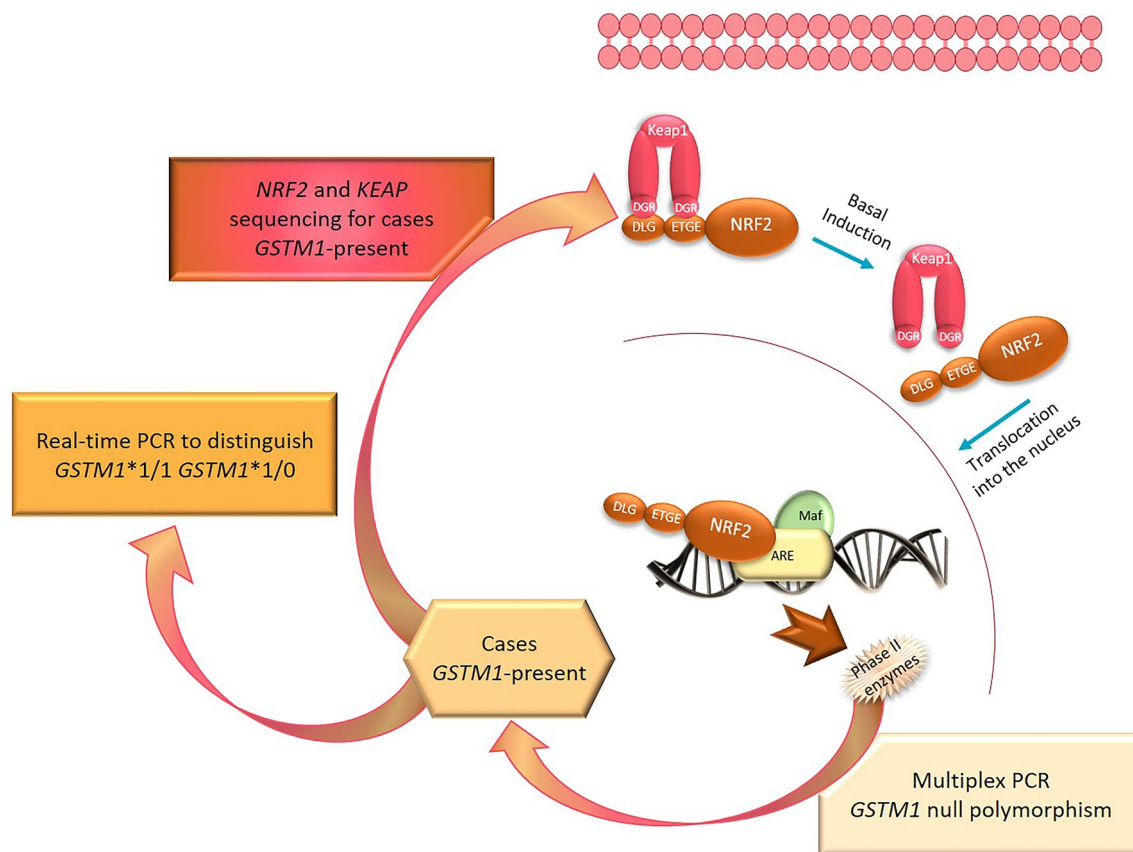 Keap1
DGR
DGR
DLG
ETGE
NRF2
Basal
Induction
Keap1
DGR
DGR
DLG
ETGE
NRF2
Translocation
into the nucleus
NRF2 and KEAP
sequencing for cases
GSTM1-present
Real-time PCR to distinguish
GSTM1*1/1 GSTM1*1/0
DLG
ETGE
NRF2
Maf
ARE
Cases
GSTM1-present
Phase II
enzymes
Multiplex PCR
GSTM1 null polymorphism